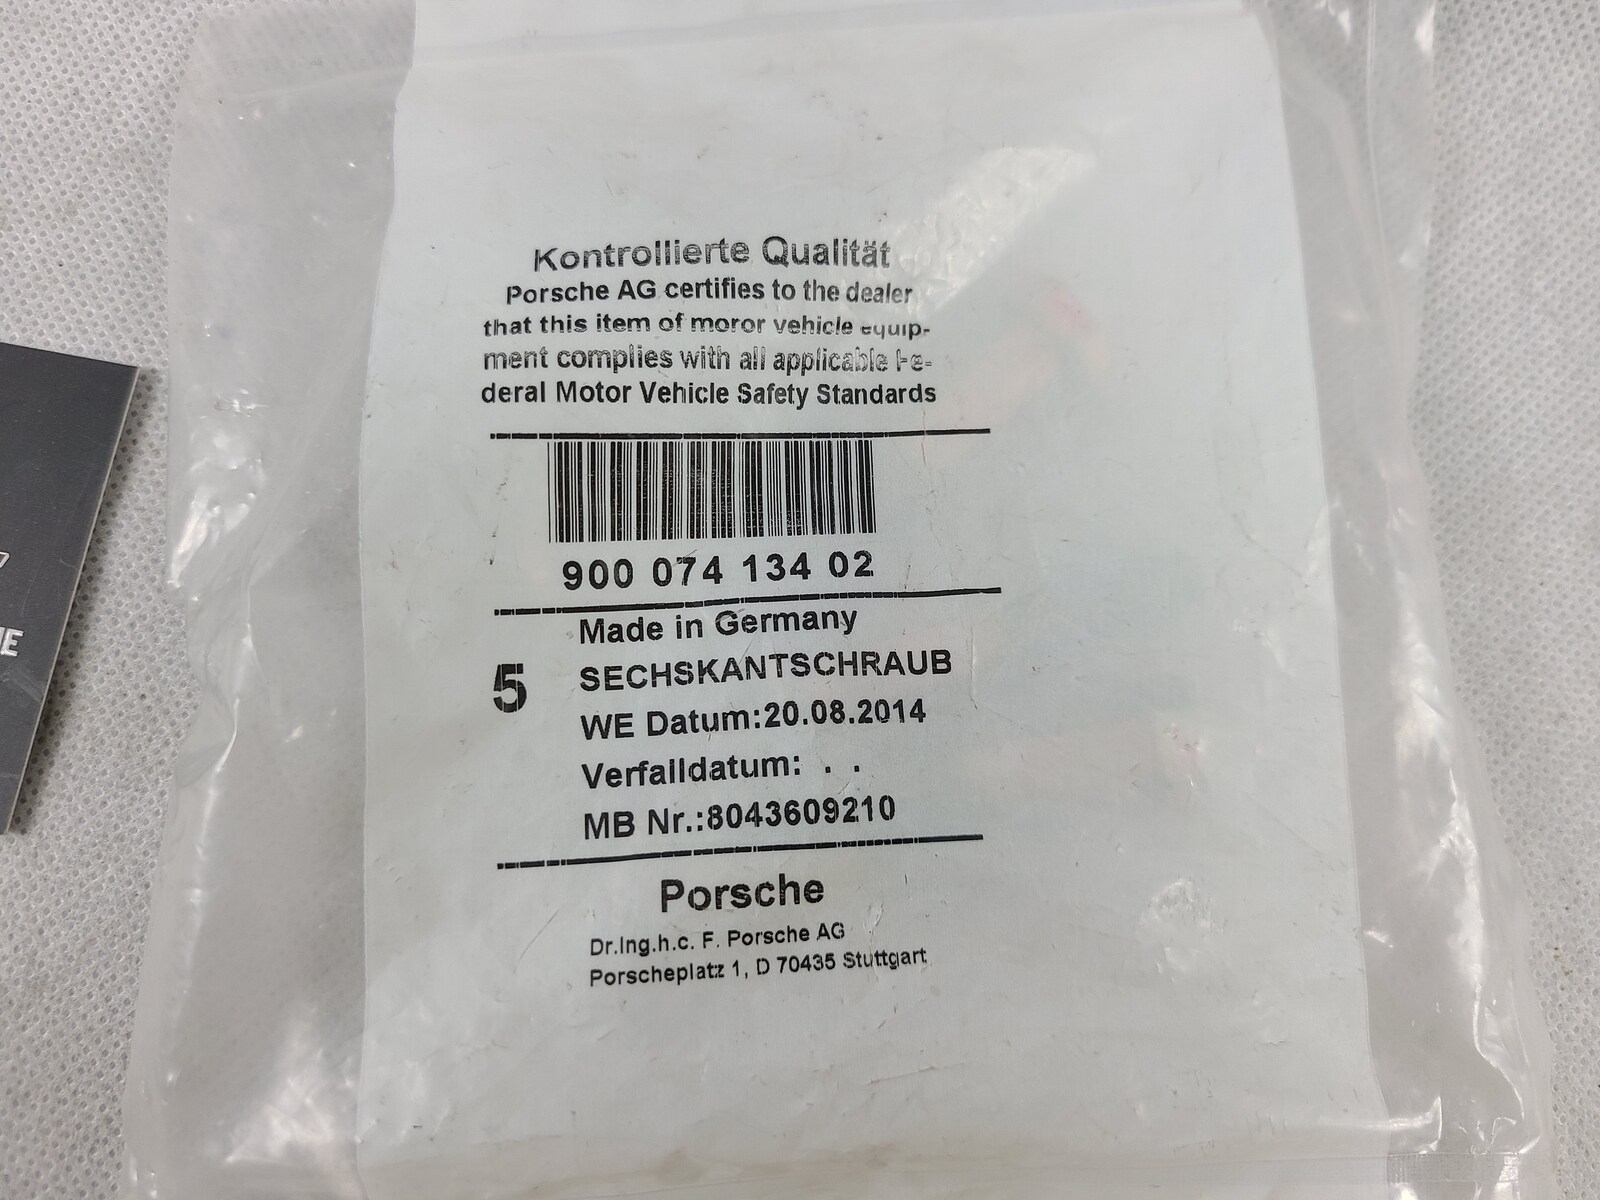 Kontrollierte Qualität
Porsche AG certifies to the dealer
that this item of moror vehicle equip-
ment complies with all applicable Fe-
deral Motor Vehicle Safety Standards
900 074 134 02
Made in Germany
5 SECHSKANTSCHRAUB
WE Datum:20.08.2014
Verfalldatum: . .
MB Nr.:8043609210
Porsche
Dr.Ing.h.c. F. Porsche AG
Porscheplatz 1, D 70435 Stuttgart